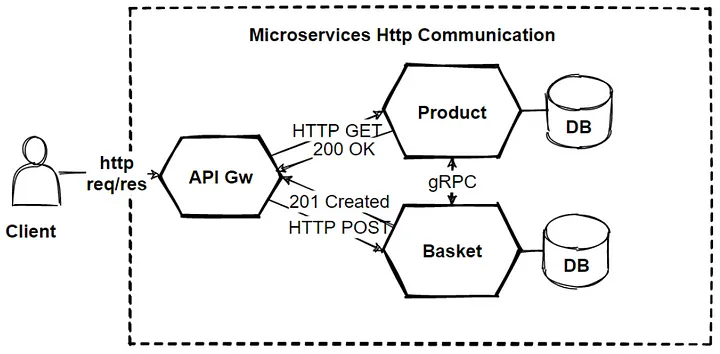 Microservices Http Communication
Product
DB
HTTP GET
200 OK
http
req/res
API Gw
gRPC
201 Created
HTTP POST
Client
Basket
DB